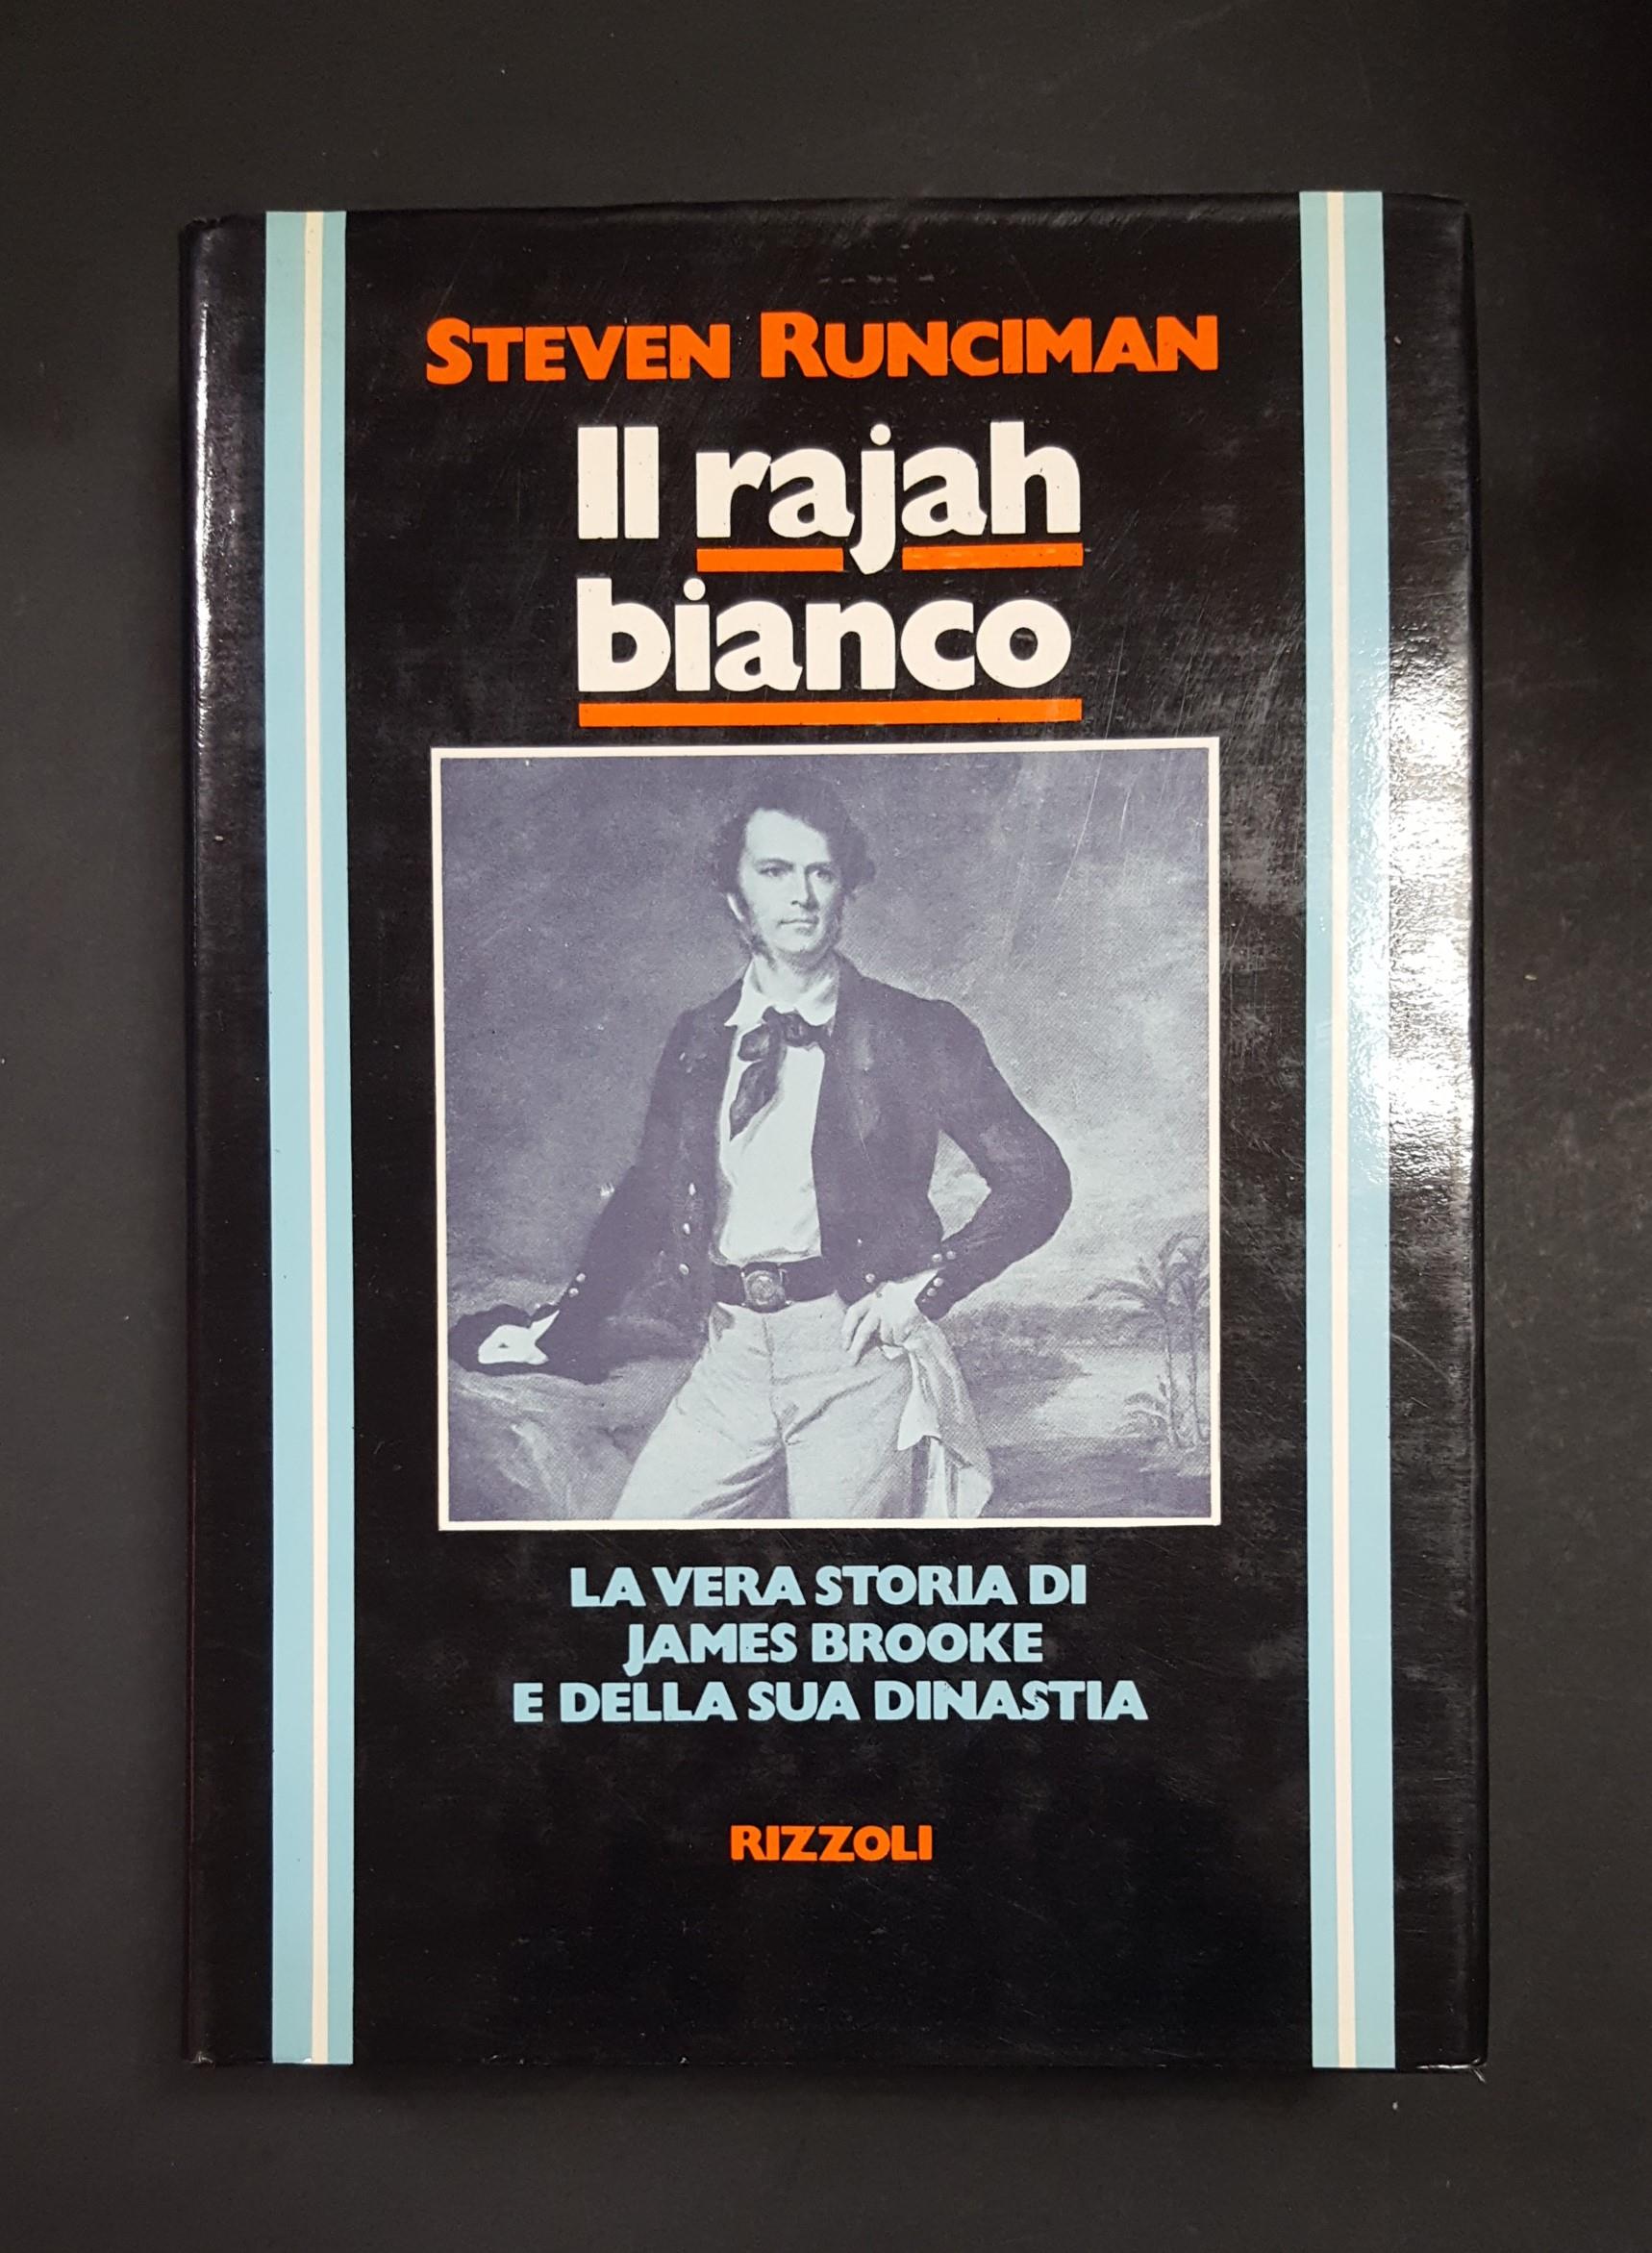 STEVEN RUNCIMAN
Il rajah
bianco
LA VERA STORIA DI
JAMES BROOKE
E DELLA SUA DINASTIA
RIZZOLI